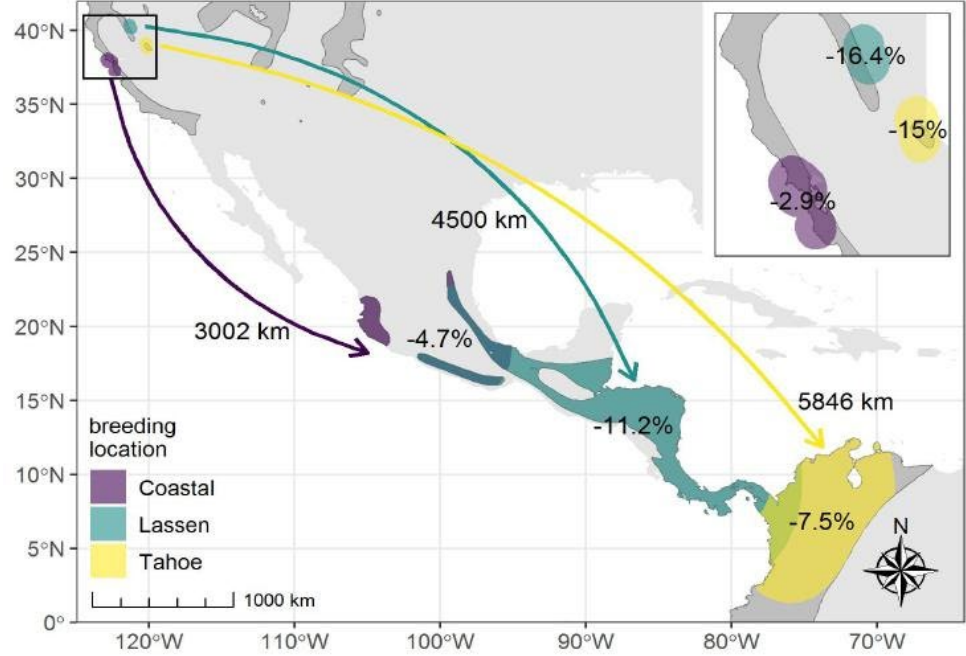 40°N
35°N
30°N
25°N
20°N
15°N
10°N
5°N
0°
120°W
110°W
100°W
90°W
80°W
70°W
-16.4%
-15%
-2.9%
4500 km
3002 km
-4.7%
5846 km
-11.2%
-7.5%
breeding
location
Coastal
Lassen
Tahoe
1000 km
N